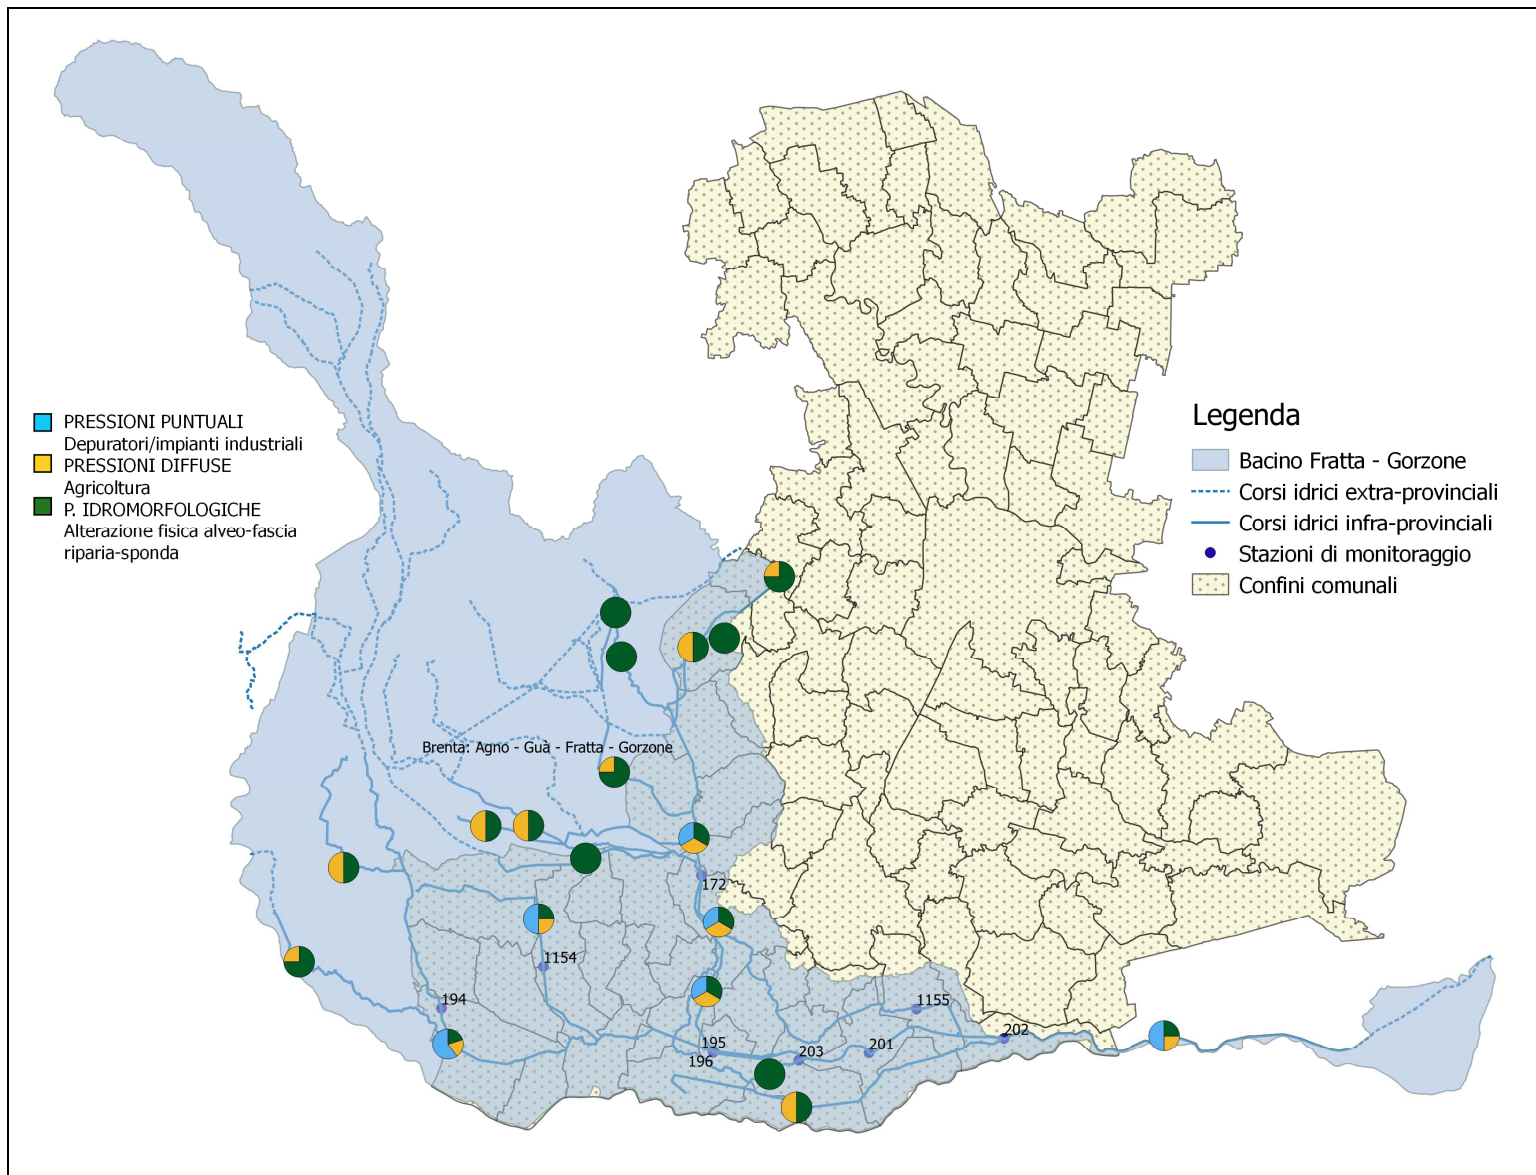 PRESSIONI PUNTUALI
Depuratori/impianti industriali
PRESSIONI DIFFUSE
Agricoltura
P. IDROMORFOLOGICHE
Alterazione fisica alveo-fascia
riparia-sponda
Legenda
Bacino Fratta - Gorzone
Corsi idrici extra-provinciali
Corsi idrici infra-provinciali
Stazioni di monitoraggio
Confini comunali
Brenta: Agno - Guà - Fratta - Gorzone
172
1154
194
1155
202
195
203
201
196